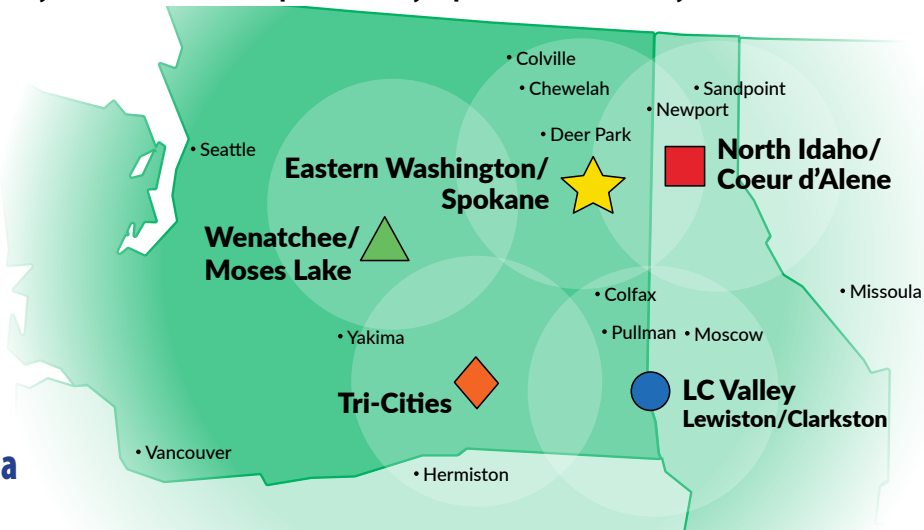 • Colville
• Chewelah
• Sandpoint
• Newport
• Deer Park
• Seattle
North Idaho/
Coeur d’Alene
Eastern Washington/
Spokane
Wenatchee/
Moses Lake
• Colfax
• Missoula
• Pullman
• Moscow
• Yakima
Tri-Cities
LC Valley
Lewiston/Clarkston
• Vancouver
a
• Hermiston